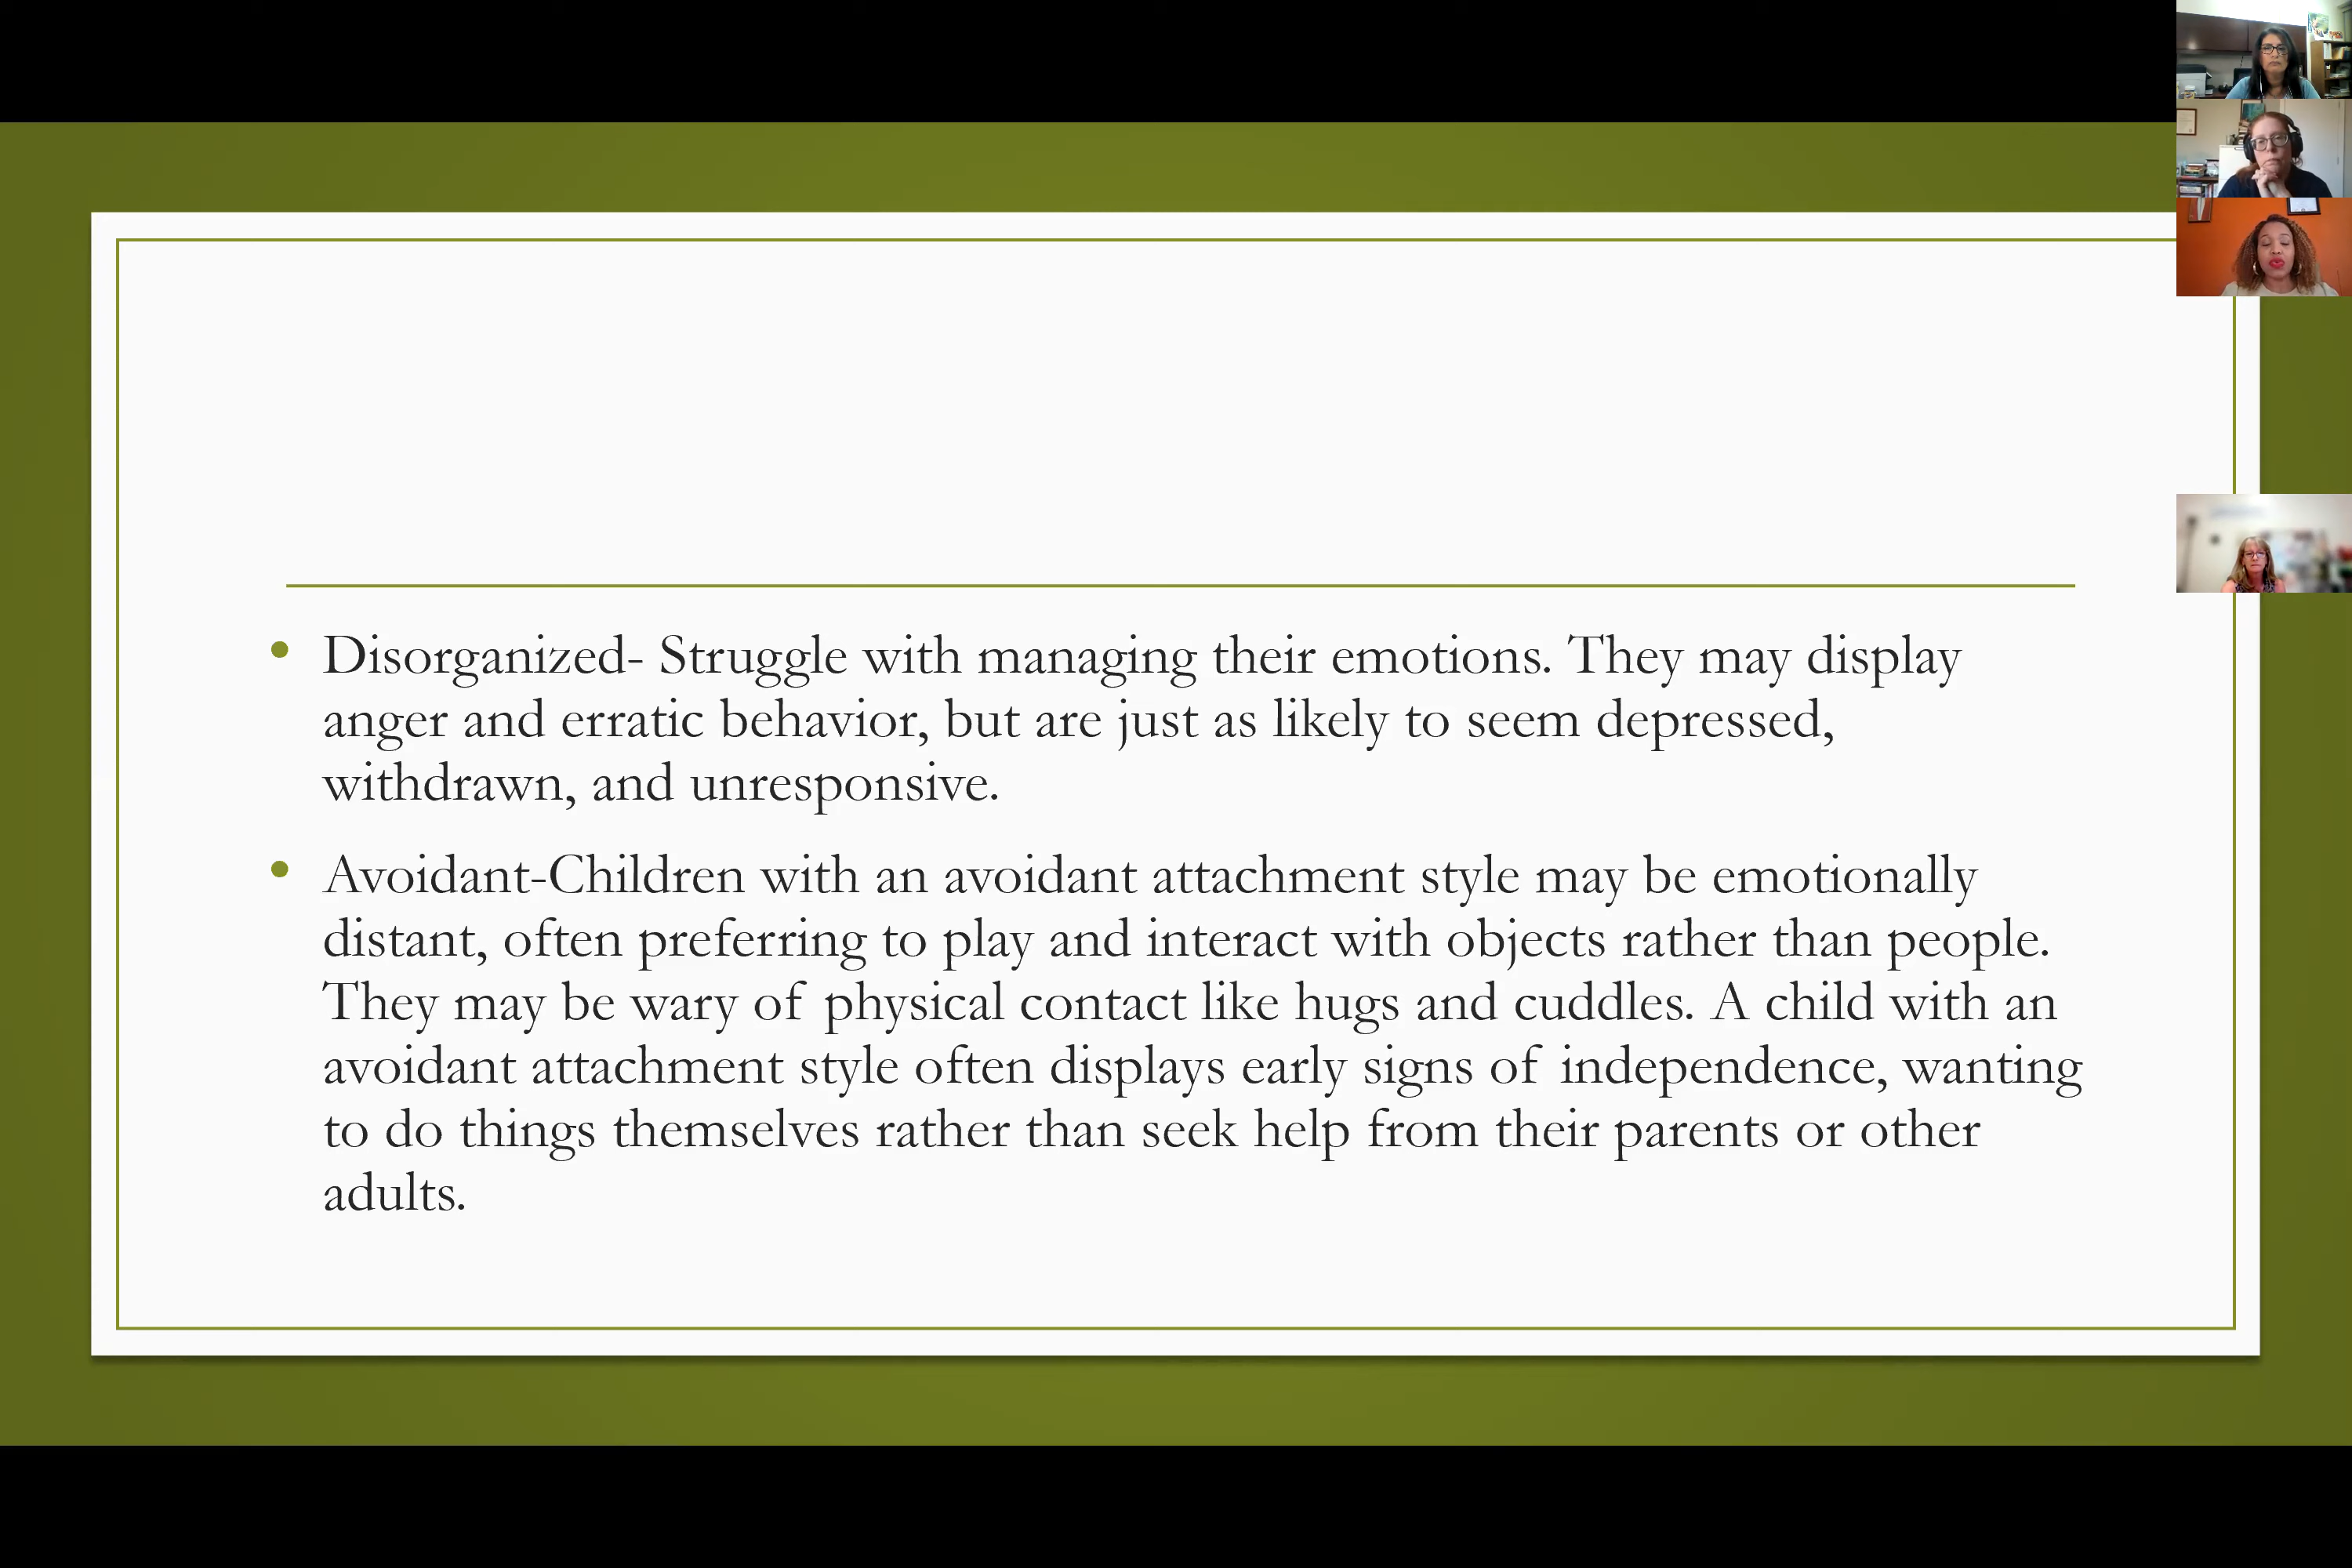 Disorganized- Struggle with managing their emotions. They may display
anger and erratic behavior, but are just as likely to seem depressed,
withdrawn, and unresponsive.
Avoidant-Children with an avoidant attachment style may be emotionally
distant, often preferring to play and interact with objects rather than people.
They may be wary of physical contact like hugs and cuddles. A child with an
avoidant attachment style often displays early signs of independence, wanting
to do things themselves rather than seek help from their parents or other
adults.